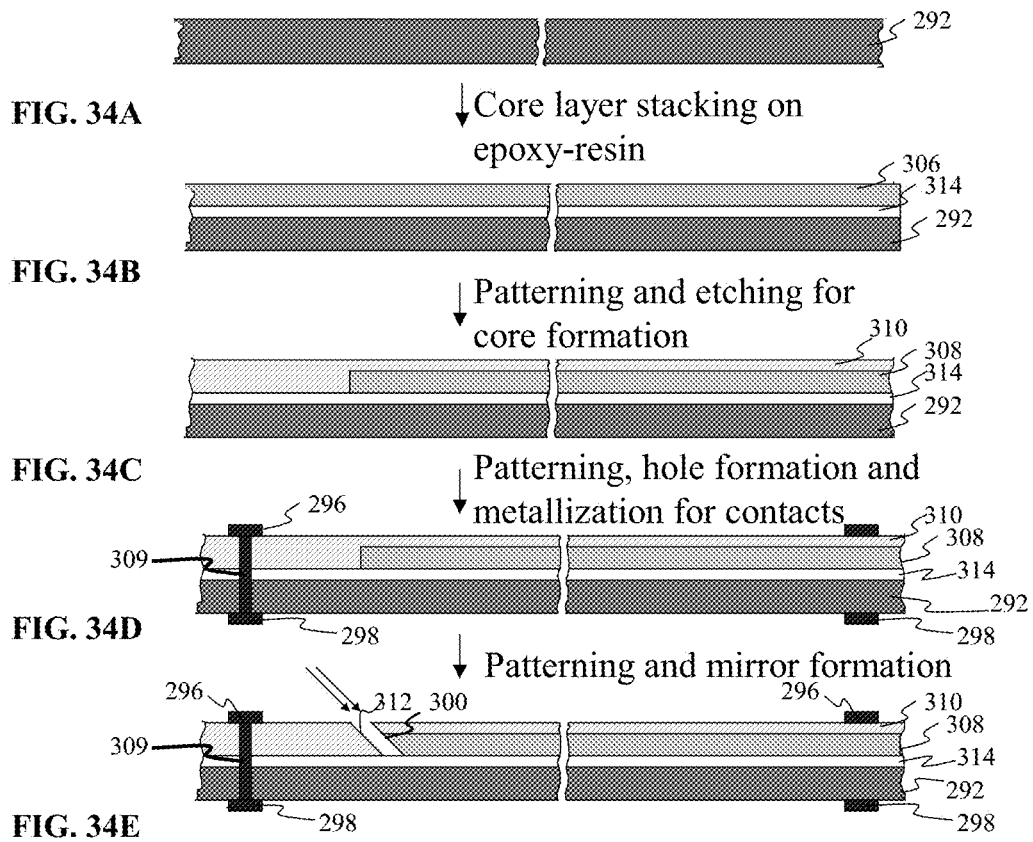 292
FIG. 34A
Core layer stacking on
epoxy-resin
306
314
292
FIG. 34B
Patterning and etching for
core formation
310
308
314
292
FIG. 34C
Patterning, hole formation and
metallization for contacts
296
310
308
309
314
292
FIG. 34D
298
298
Patterning and mirror formation
296
312
300
296
310
308
309
314
292
298
298
FIG. 34E